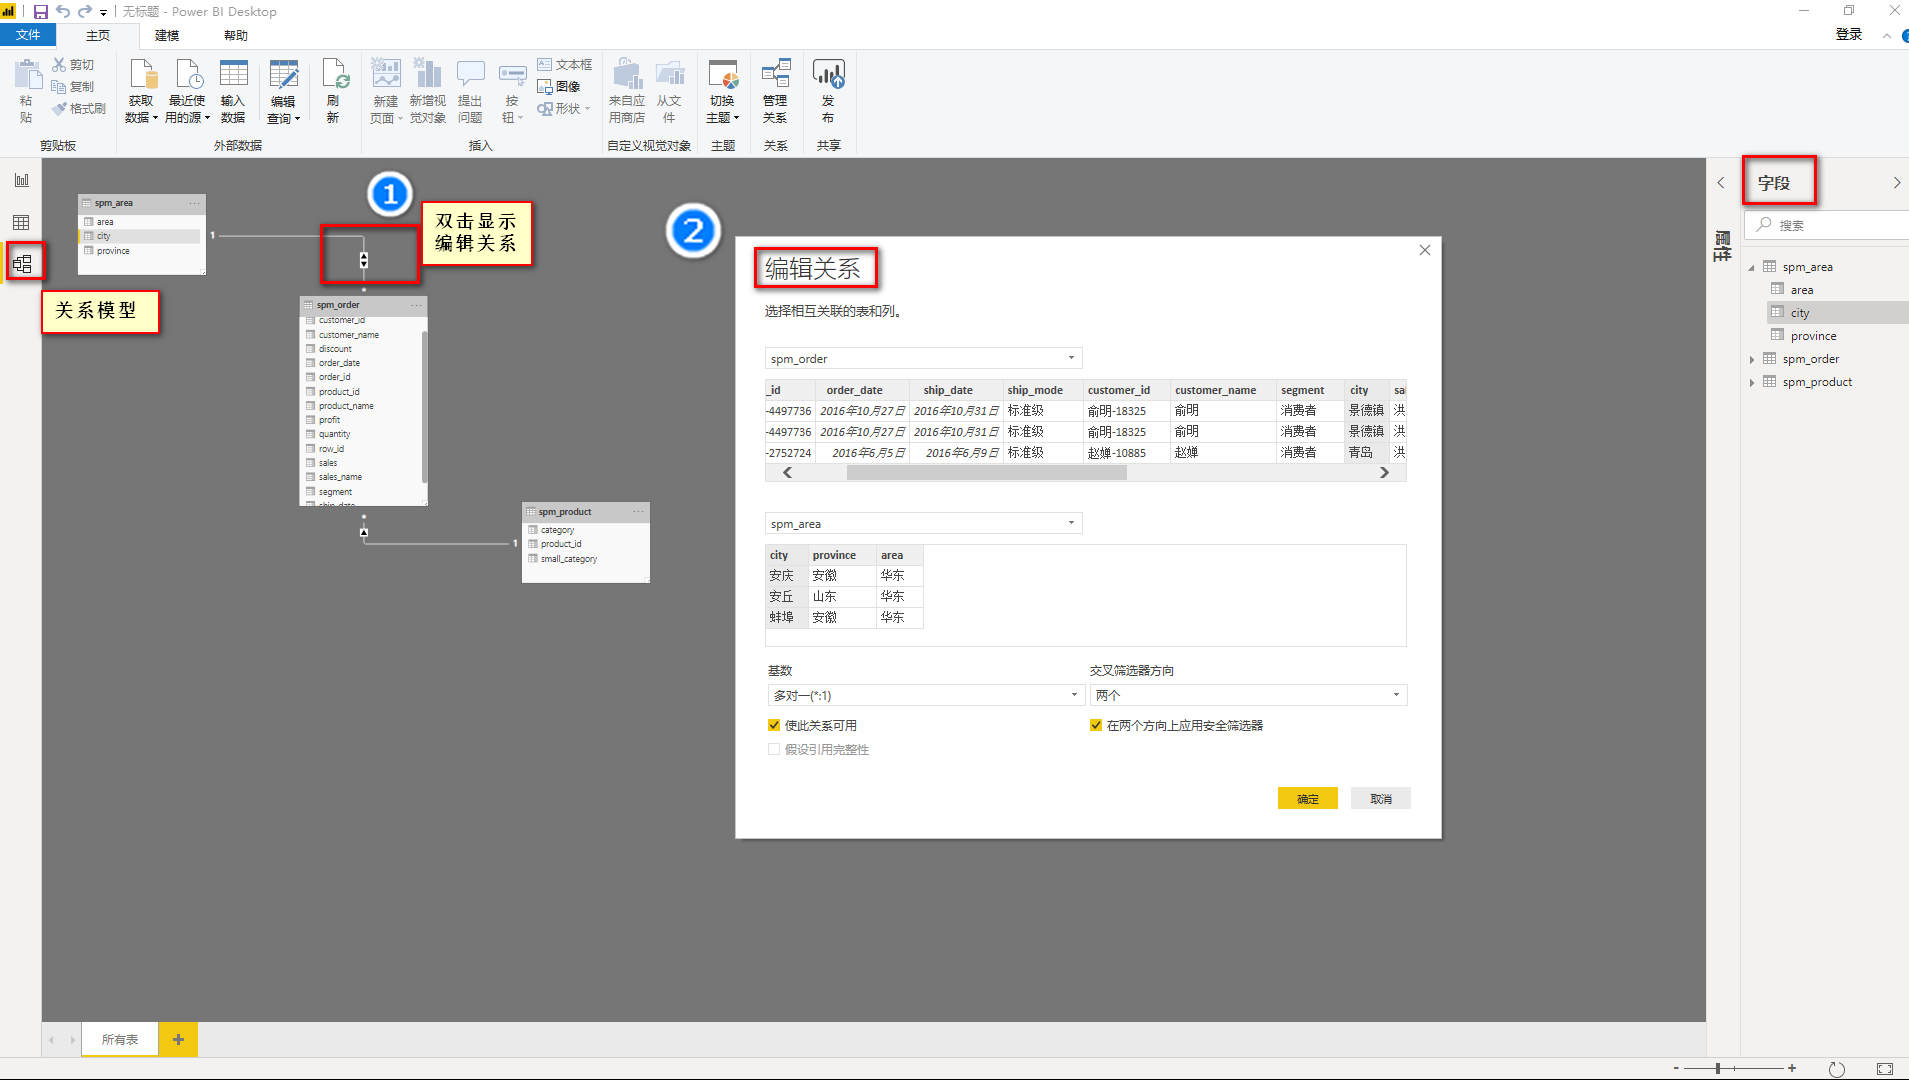 无标题 - Power BI Desktop
文件 主页 建模 帮助 登录
粘贴
剪切
复制
格式刷
剪贴板
获取数据
最近使用的源
输入数据
编辑查询
外部数据
刷新
新建页面
新增视觉对象
提出问题
按钮
文本框
图像
形状
插入
来自应用商店
从文件
自定义视觉对象
切换主题
主题
管理关系
关系
发布
共享
spm_area
area
city
province
1
1
双击显示
编辑关系
关系模型
spm_order
customer_id
customer_name
discount
order_date
order_id
product_id
product_name
profit
quantity
row_id
sales
sales_name
segment
ship_date
spm_product
category
product_id
small_category
1
2
编辑关系
选择相互关联的表和列。
spm_order
_id order_date ship_date ship_mode customer_id customer_name segment city sa
-4497736 2016年10月27日 2016年10月31日 标准级 俞明-18325 俞明 消费者 景德镇 洪
-4497736 2016年10月27日 2016年10月31日 标准级 俞明-18325 俞明 消费者 景德镇 洪
-2752724 2016年6月5日 2016年6月9日 标准级 赵婵-10885 赵婵 消费者 青岛 洪
spm_area
city province area
安庆 安徽 华东
安丘 山东 华东
蚌埠 安徽 华东
基数 交叉筛选器方向
多对一(*:1) 两个
使此关系可用 在两个方向上应用安全筛选器
假设引用完整性
确定 取消
字段
搜索
spm_area
area
city
province
spm_order
spm_product
所有表